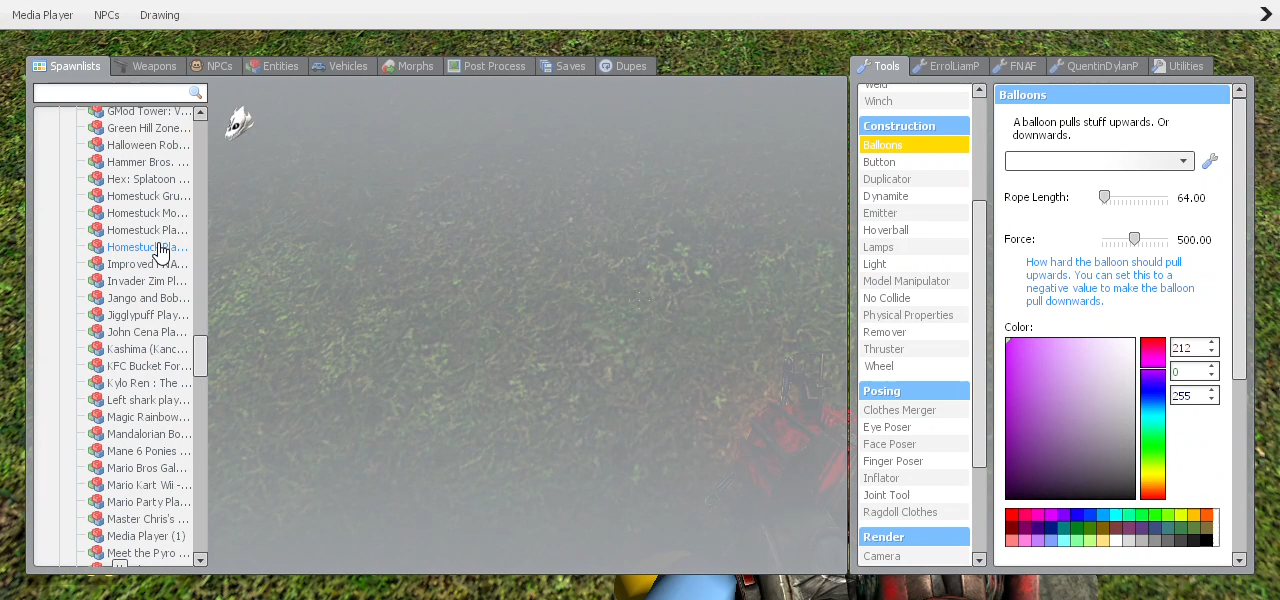 Media Player NPCs Drawing
Spawnlists Weapons NPCs Entities Vehicles Morphs Post Process Saves Dupes
GMod Tower: V...
Green Hill Zone...
Halloween Rob...
Hammer Bros. ...
Hex: Splatoon ...
Homestuck Gru...
Homestuck Mo...
Homestuck Pla...
Homestuck Pla...
Improved
Invader Zim Pl...
Jango and Bob...
Jigglypuff Play...
John Cena Pla...
Kashima (Kanc...
KFC Bucket For...
Kylo Ren : The ...
Left shark play...
Magic Rainbow...
Mandalorian Bo...
Mane 6 Ponies ...
Mario Bros Gal...
Mario Kart Wii -...
Mario Party Pla...
Master Chris's ...
Media Player (1)
Meet the Pyro ...
Tools ErrolLiamP FNAF QuentinDylanP Utilities
Weld
Winch
Construction
Balloons
Button
Duplicator
Dynamite
Emitter
Hoverball
Lamps
Light
Model Manipulator
No Collide
Physical Properties
Remover
Thruster
Wheel
Posing
Clothes Merger
Eye Poser
Face Poser
Finger Poser
Inflator
Joint Tool
Ragdoll Clothes
Render
Camera
Balloons
A balloon pulls stuff upwards. Or
downwards.
Rope Length: 64.00
Force: 500.00
How hard the balloon should pull
upwards. You can set this to a
negative value to make the balloon
pull downwards.
Color:
212
0
255